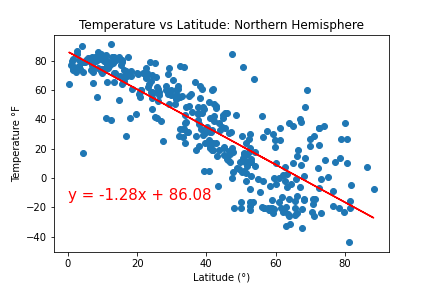 Temperature vs Latitude: Northern Hemisphere
Temperature °F
80
60
40
20
0
−20
−40
y = -1.28x + 86.08
0 20 40 60 80
Latitude (°)